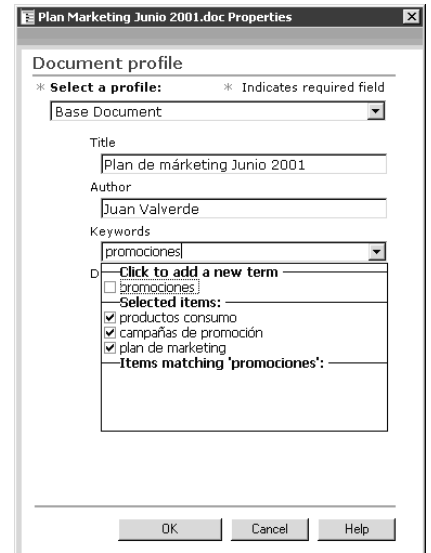 Plan Marketing Junio 2001.doc Properties
Document profile
* Select a profile: * Indicates required field
Base Document
Title
Plan de márketing Junio 2001
Author
Juan Valverde
Keywords
promociones
D Click to add a new term
promociones
Selected items:
productos consumo
campañas de promoción
plan de marketing
Items matching 'promociones':
OK Cancel Help